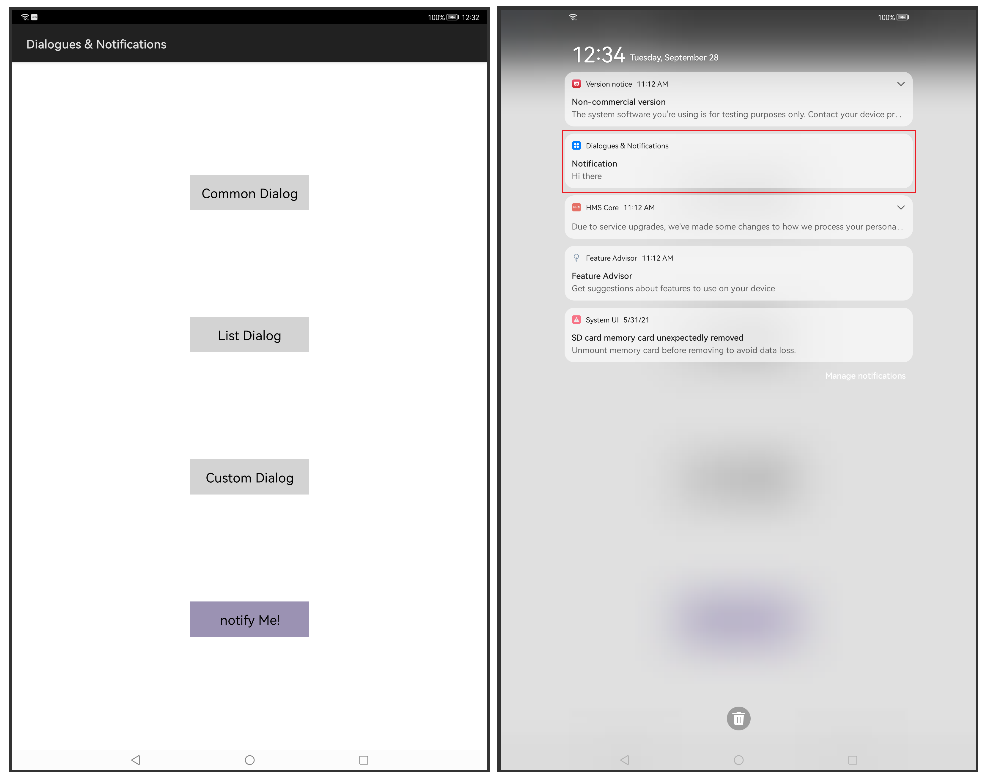 100% 12:32
Dialogues & Notifications
Common Dialog
List Dialog
Custom Dialog
notify Me!
100%
12:34 Tuesday, September 28
Version notice 11:12 AM
Non-commercial version
The system software you're using is for testing purposes only. Contact your device pr...
Dialogues & Notifications
Notification
Hi there
HMS Core 11:12 AM
Due to service upgrades, we've made some changes to how we process your persona...
Feature Advisor 11:12 AM
Feature Advisor
Get suggestions about features to use on your device
System UI 5/31/21
SD card memory card unexpectedly removed
Unmount memory card before removing to avoid data loss.
Manage notifications